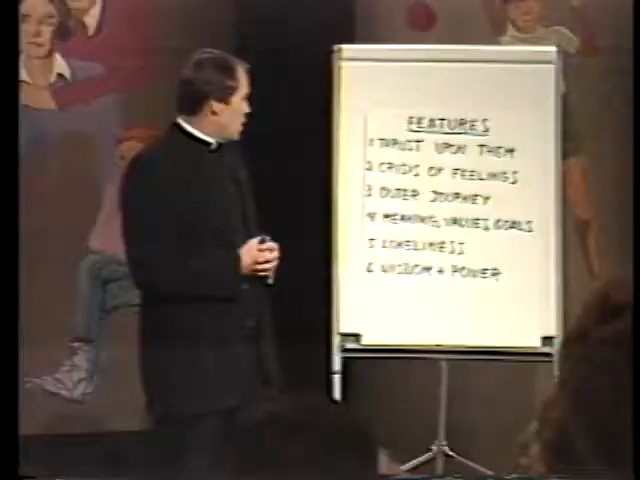 FEATURES
1 THRUST UPON THEM
2 CRISIS OF FEELINGS
3 OUTER JOURNEY
4 MEANING, VALUES, GOALS
5 LONELINESS
6 WISDOM + POWER